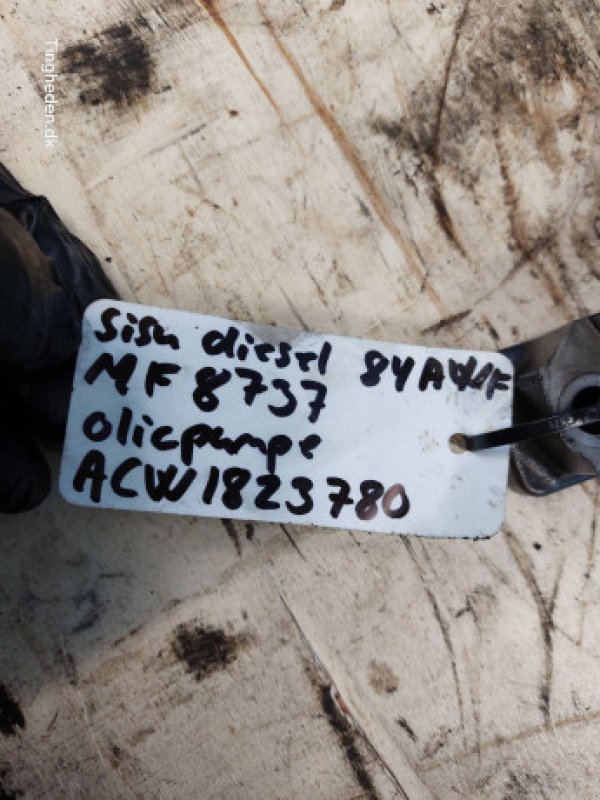 Tingheden.dk
Sisu diesel 84AWF
MF 8737
oliepumpe
ACW1823780